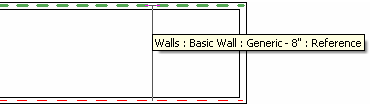 Walls : Basic Wall : Generic - 8" : Reference